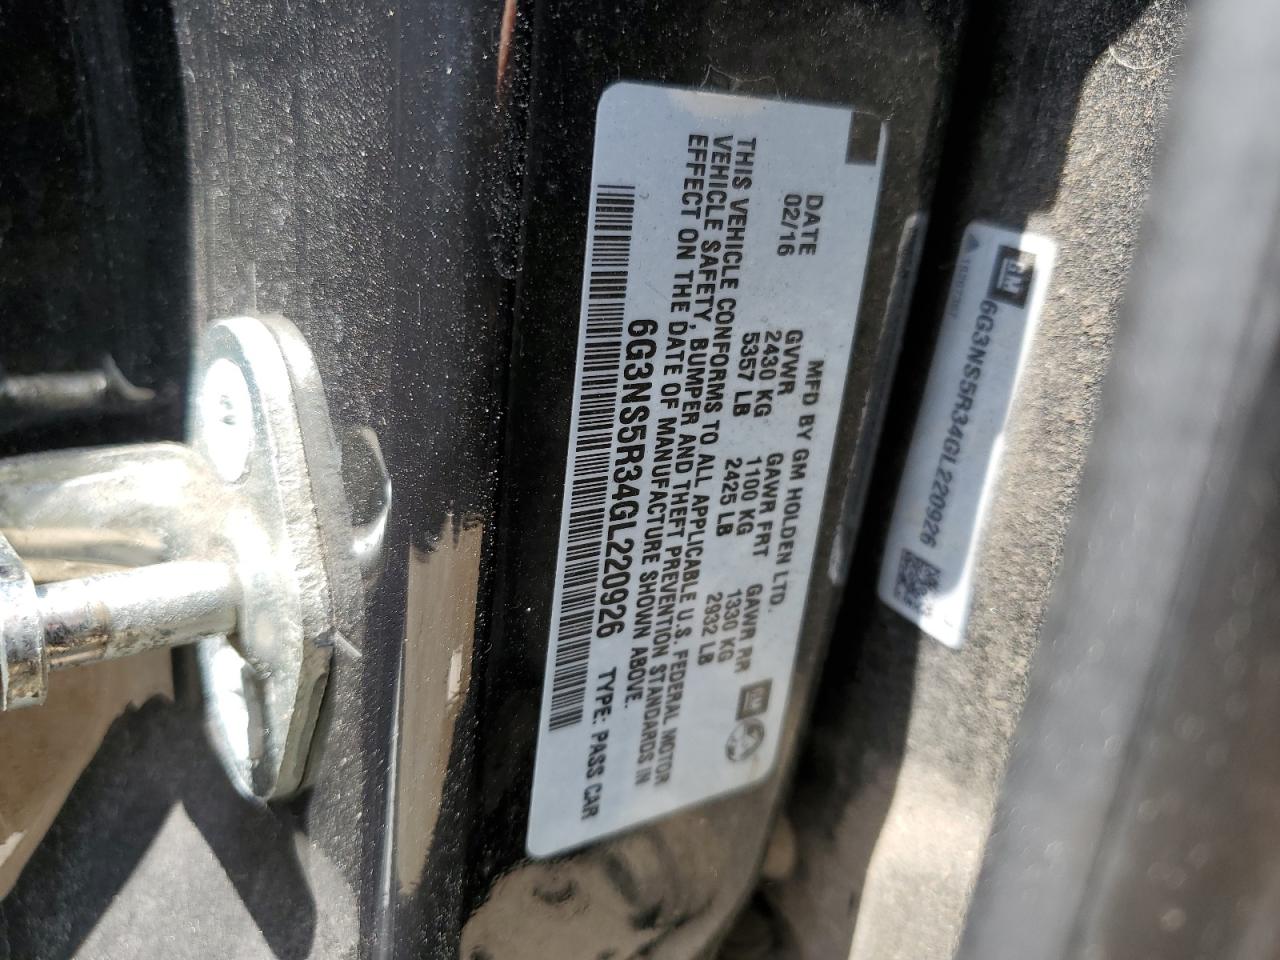 MFD BY GM HOLDEN LTD.
DATE GVWR GAWR FRT GAWR RR
02/16 2430 KG 1100 KG 1330 KG
5357 LB 2425 LB 2932 LB
THIS VEHICLE CONFORMS TO ALL APPLICABLE U.S. FEDERAL MOTOR
VEHICLE SAFETY, BUMPER AND THEFT PREVENTION STANDARDS IN
EFFECT ON THE DATE OF MANUFACTURE SHOWN ABOVE.
6G3NS5R34GL220926 TYPE: PASS CAR
GM
GM
6G3NS5R34GL220926